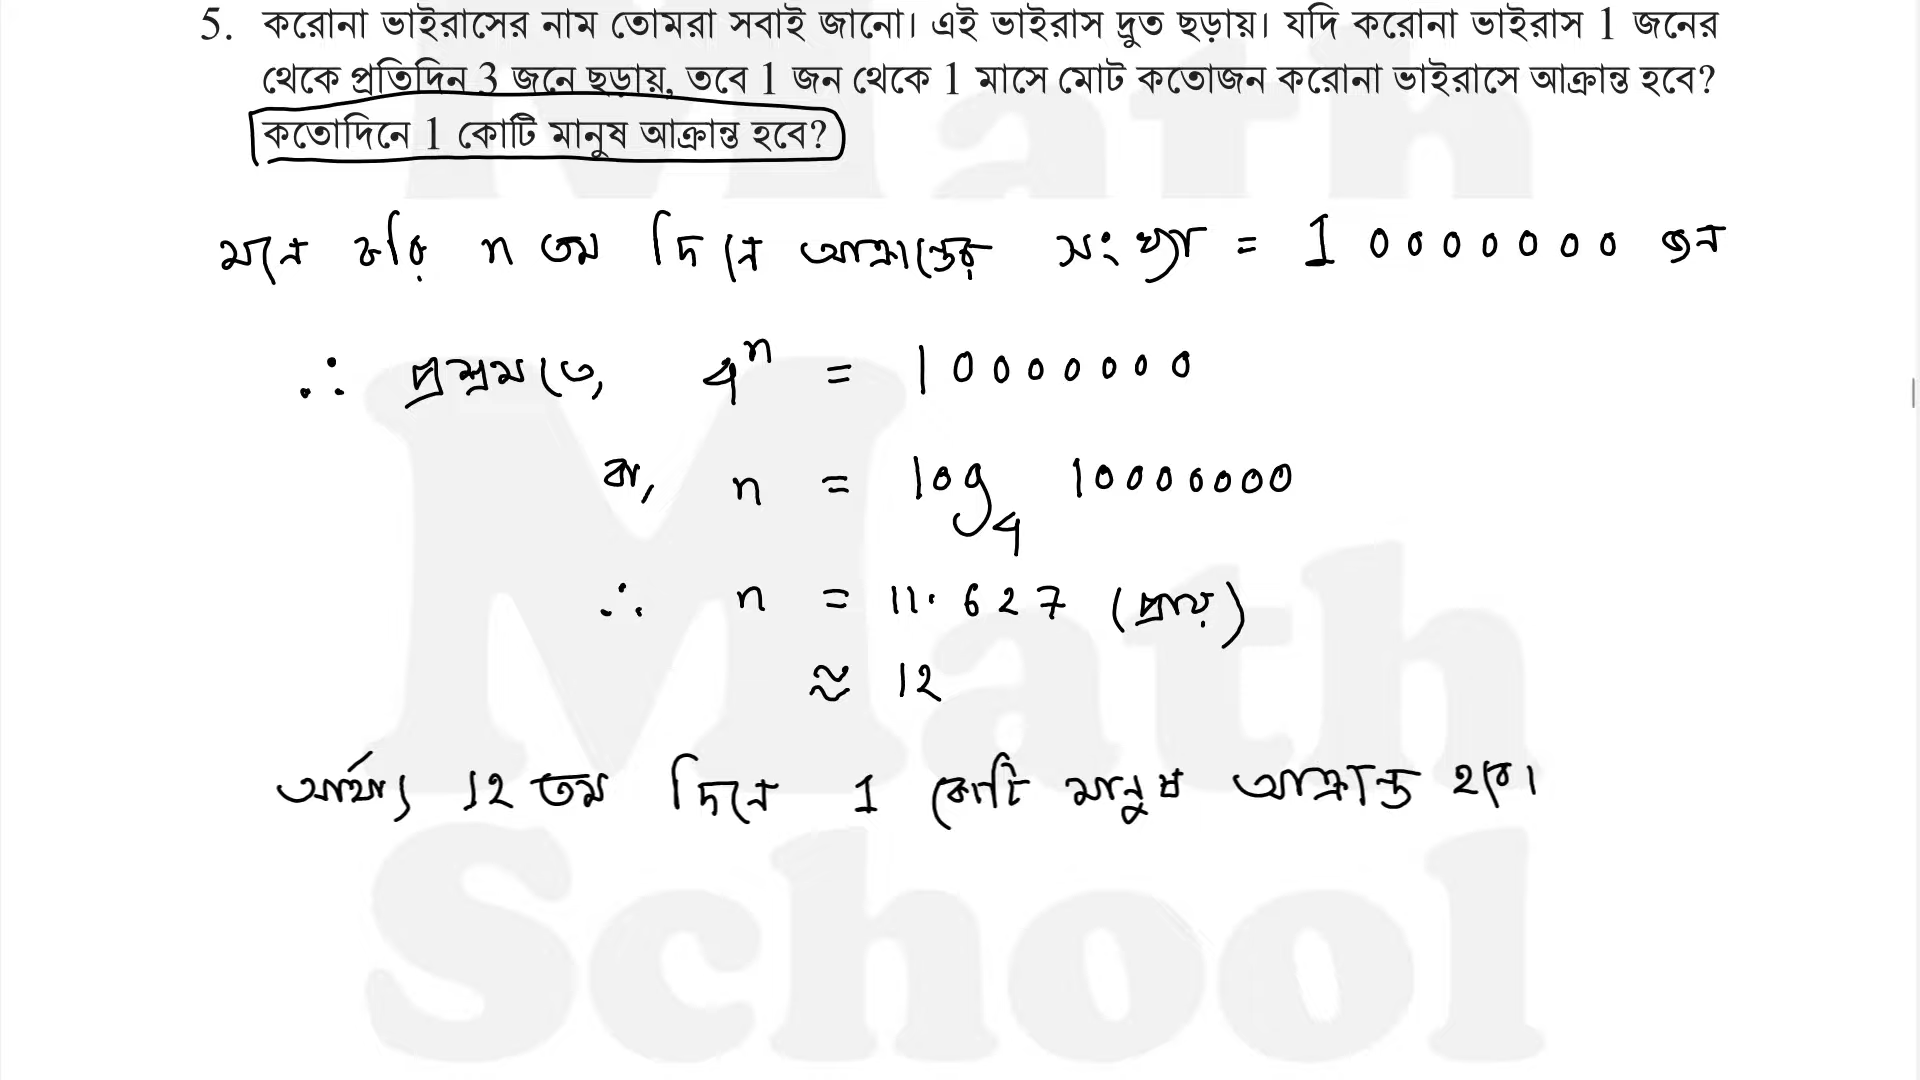 5. করোনা ভাইরাসের নাম তোমরা সবাই জানো। এই ভাইরাস দ্রুত ছড়ায়। যদি করোনা ভাইরাস 1 জনের
থেকে প্রতিদিন 3 জনে ছড়ায়, তবে 1 জন থেকে 1 মাসে মোট কতোজন করোনা ভাইরাসে আক্রান্ত হবে?
কতোদিনে 1 কোটি মানুষ আক্রান্ত হবে?
মনে করি n তম দিনে আক্রান্তের সংখ্যা = 10000000 জন
∴ প্রশ্নমতে, 4ⁿ = 10000000
বা, n = log₄ 10000000
∴ n = 11.627 (প্রায়)
≈ 12
অর্থাৎ 12 তম দিনে 1 কোটি মানুষ আক্রান্ত হবে।
Math
Math
School